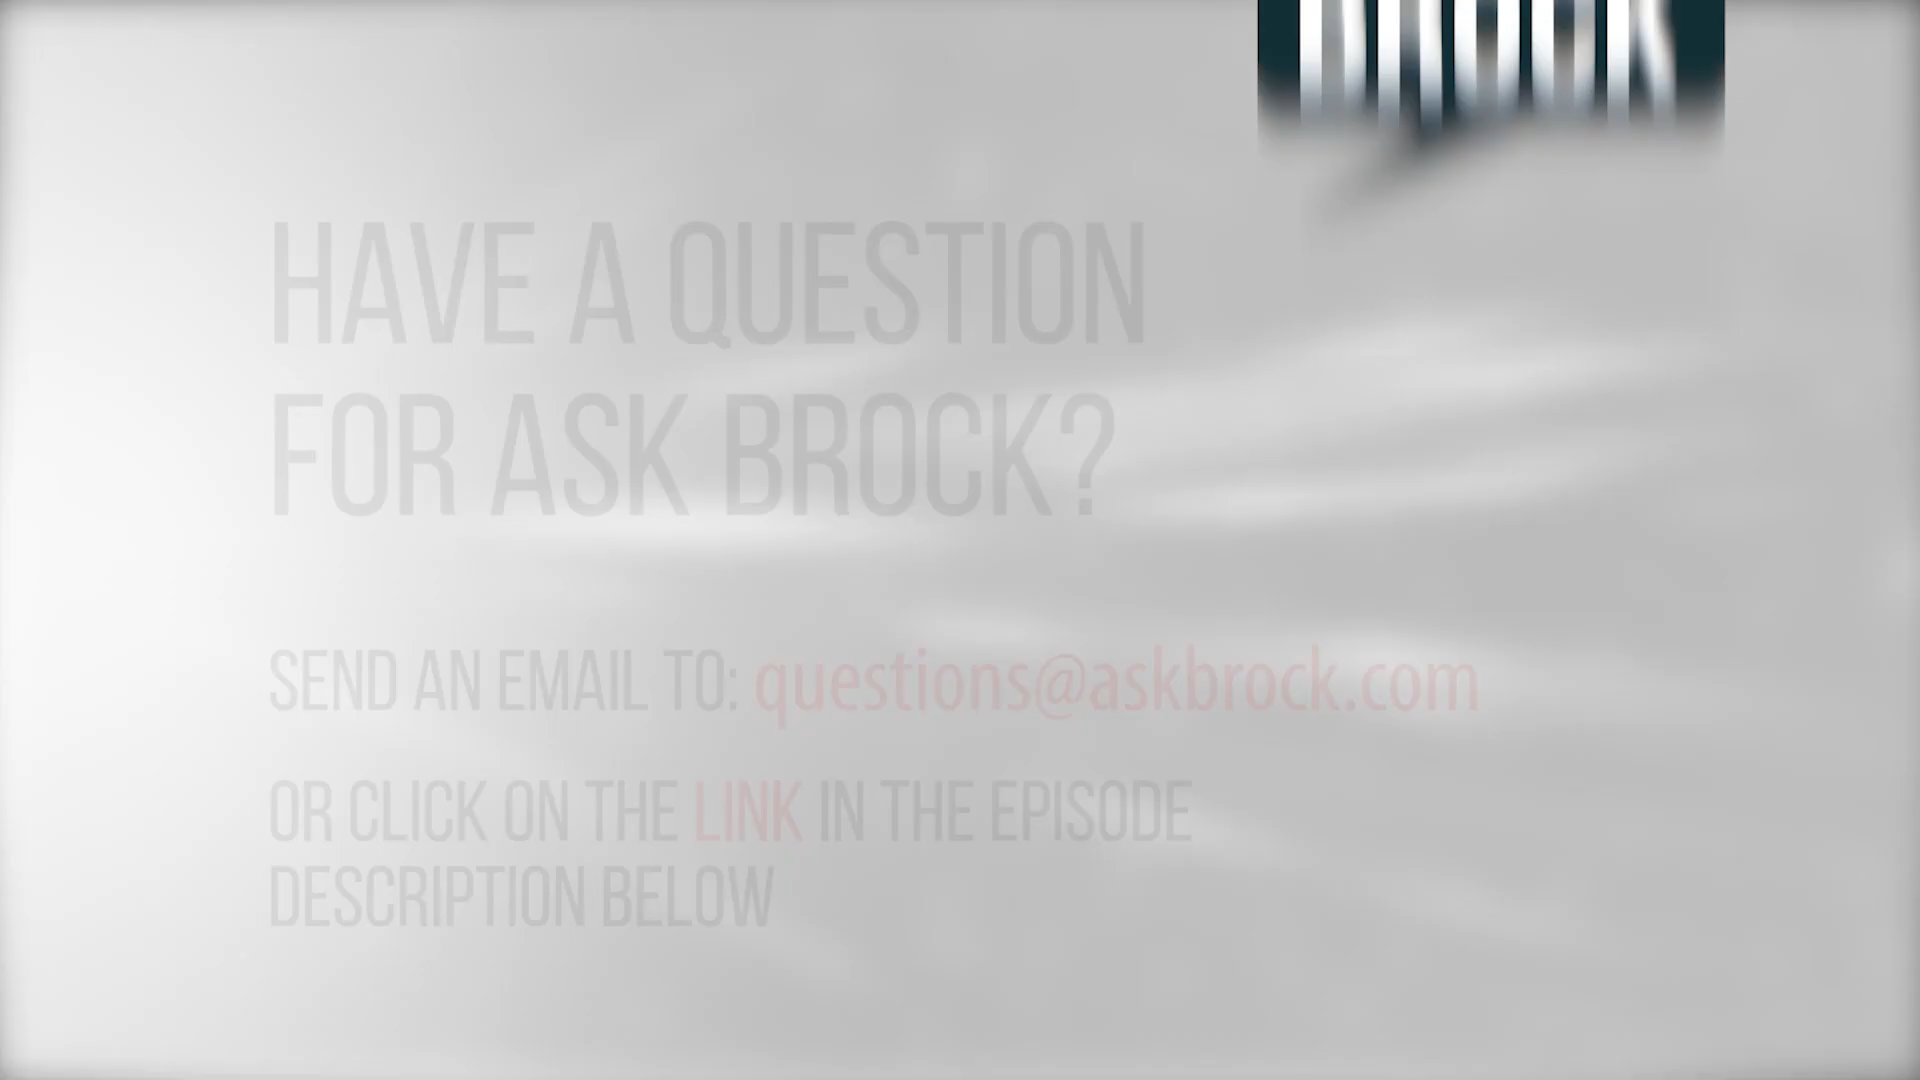 BROCK
HAVE A QUESTION
FOR ASK BROCK?
SEND AN EMAIL TO: questions@askbrock.com
OR CLICK ON THE LINK IN THE EPISODE
DESCRIPTION BELOW